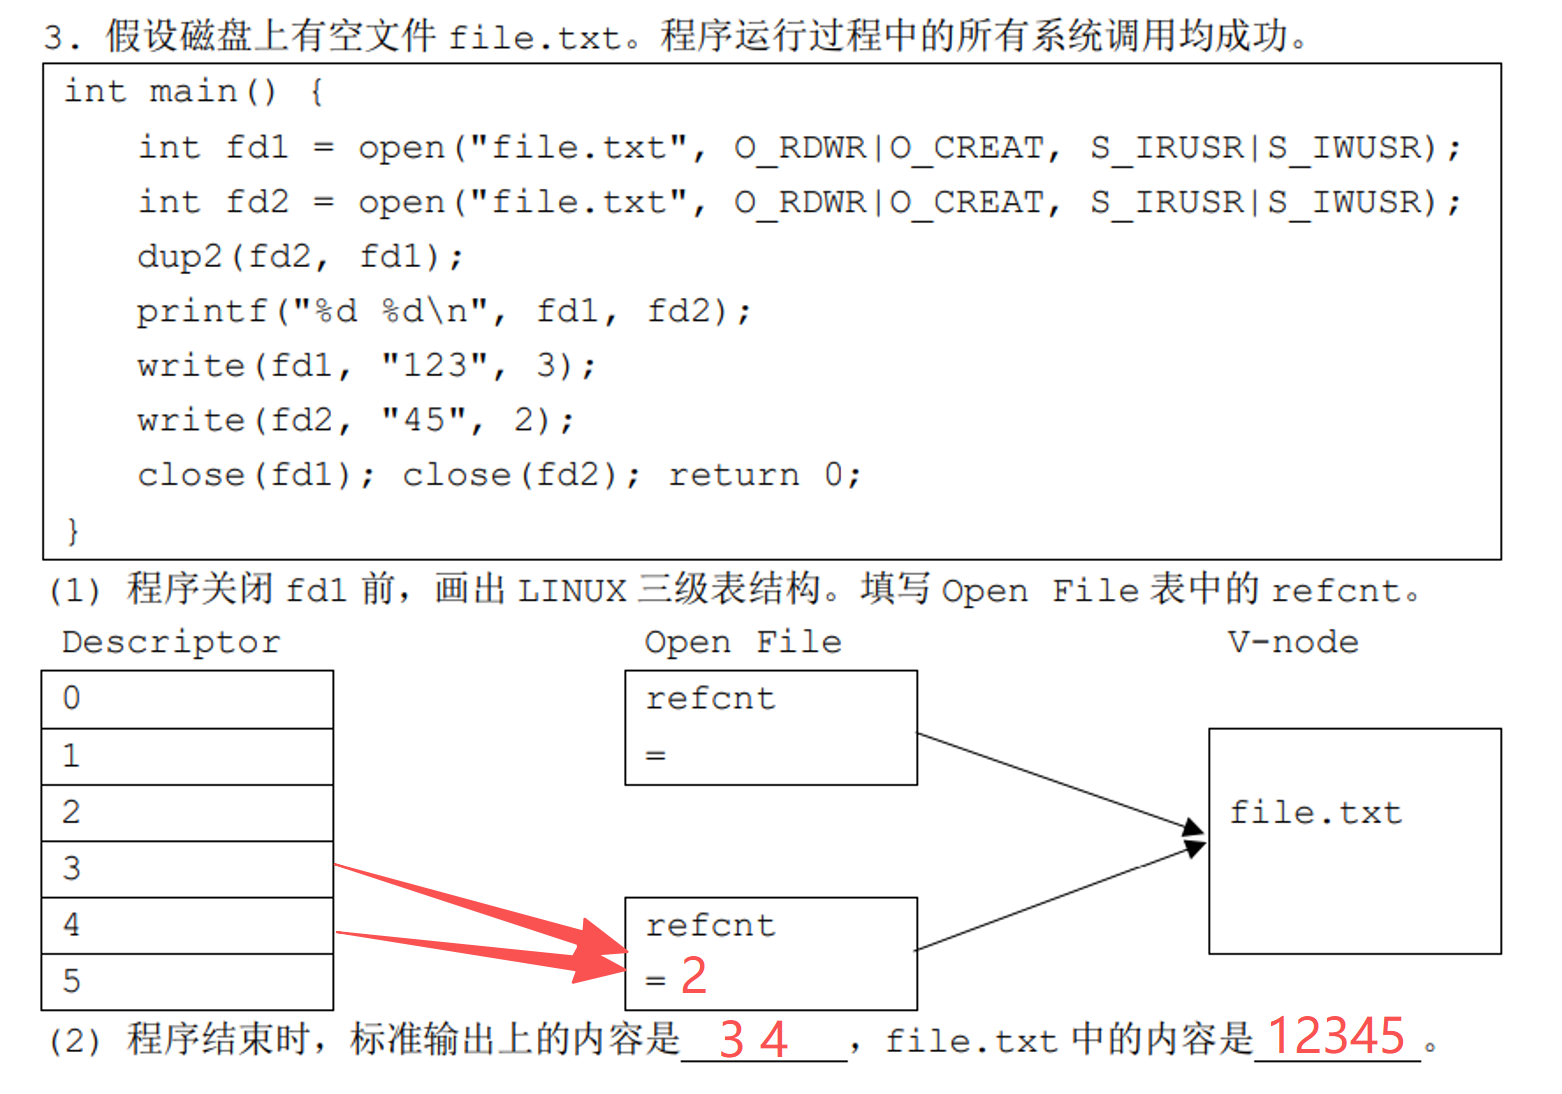 3. 假设磁盘上有空文件 file.txt。程序运行过程中的所有系统调用均成功。
int main() {
int fd1 = open("file.txt", O_RDWR|O_CREAT, S_IRUSR|S_IWUSR);
int fd2 = open("file.txt", O_RDWR|O_CREAT, S_IRUSR|S_IWUSR);
dup2(fd2, fd1);
printf("%d %d\n", fd1, fd2);
write(fd1, "123", 3);
write(fd2, "45", 2);
close(fd1); close(fd2); return 0;
}
(1) 程序关闭 fd1 前，画出 LINUX 三级表结构。填写 Open File 表中的 refcnt。
Descriptor Open File V-node
0
1
2
3
4
5
refcnt
=
refcnt
= 2
file.txt
(2) 程序结束时，标准输出上的内容是 3 4 ，file.txt 中的内容是 12345 。